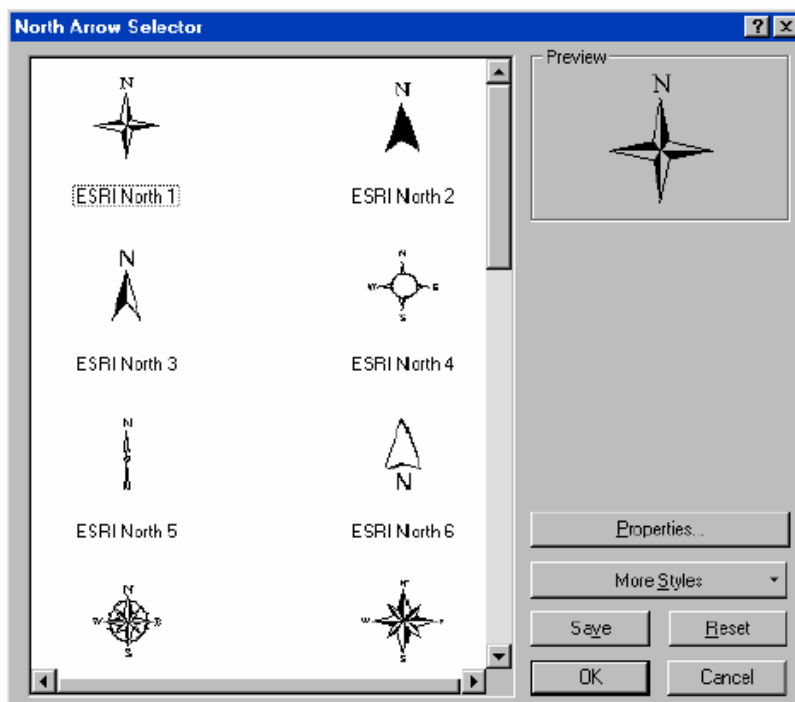 North Arrow Selector
N
N
ESRI North 1
ESRI North 2
N
N
W E
S
ESRI North 3
ESRI North 4
N
N
ESRI North 5
ESRI North 6
N
W E
S
N
W E
S
Preview
N
Properties...
More Styles
Save
Reset
OK
Cancel